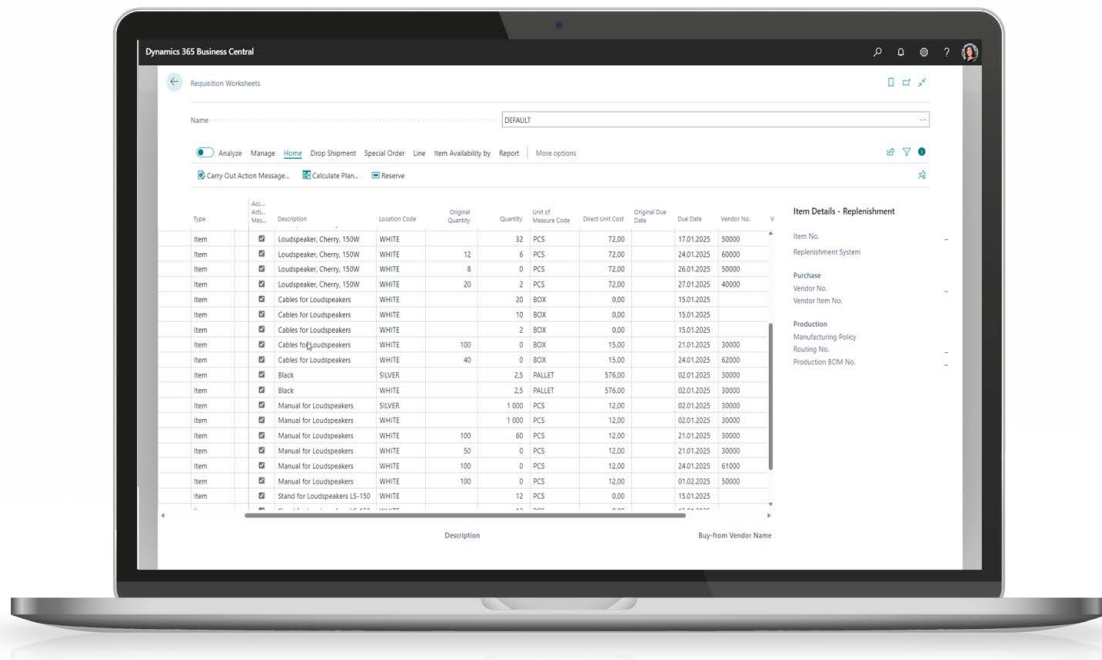 Dynamics 365 Business Central
Requisition Worksheets
Name DEFAULT
Analyze Manage Home Drop Shipment Special Order Line Item Availability by Report More options
Carry Out Action Message... Calculate Plan... Reserve
Type Acc... Acti... Mes... Description Location Code Original Quantity Quantity Unit of Measure Code Direct Unit Cost Original Due Date Due Date Vendor No. V
Item Loudspeaker, Cherry, 150W WHITE 32 PCS 72,00 17.01.2025 50000
Item Loudspeaker, Cherry, 150W WHITE 12 6 PCS 72,00 24.01.2025 60000
Item Loudspeaker, Cherry, 150W WHITE 8 0 PCS 72,00 26.01.2025 50000
Item Loudspeaker, Cherry, 150W WHITE 20 2 PCS 72,00 27.01.2025 40000
Item Cables for Loudspeakers WHITE 20 BOX 0,00 15.01.2025
Item Cables for Loudspeakers WHITE 10 BOX 0,00 15.01.2025
Item Cables for Loudspeakers WHITE 2 BOX 0,00 15.01.2025
Item Cables for Loudspeakers WHITE 100 0 BOX 15,00 21.01.2025 30000
Item Cables for Loudspeakers WHITE 40 0 BOX 15,00 24.01.2025 62000
Item Black SILVER 2,5 PALLET 576,00 02.01.2025 30000
Item Black WHITE 2,5 PALLET 576,00 02.01.2025 30000
Item Manual for Loudspeakers SILVER 1 000 PCS 12,00 02.01.2025 30000
Item Manual for Loudspeakers WHITE 1 000 PCS 12,00 02.01.2025 30000
Item Manual for Loudspeakers WHITE 100 60 PCS 12,00 21.01.2025 30000
Item Manual for Loudspeakers WHITE 50 0 PCS 12,00 21.01.2025 30000
Item Manual for Loudspeakers WHITE 100 0 PCS 12,00 24.01.2025 61000
Item Manual for Loudspeakers WHITE 100 0 PCS 12,00 01.02.2025 50000
Item Stand for Loudspeakers LS-150 WHITE 12 PCS 0,00 15.01.2025
Description Buy-from Vendor Name
Item Details - Replenishment
Item No.
Replenishment System
Purchase
Vendor No.
Vendor Item No.
Production
Manufacturing Policy
Routing No.
Production BOM No.